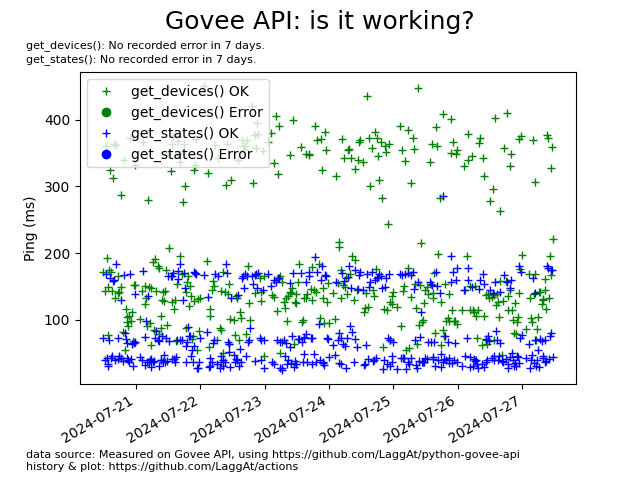 Govee API: is it working?
get_devices(): No recorded error in 7 days.
get_states(): No recorded error in 7 days.
get_devices() OK
get_devices() Error
get_states() OK
get_states() Error
Ping (ms)
400
300
200
100
2024-07-21
2024-07-22
2024-07-23
2024-07-24
2024-07-25
2024-07-26
2024-07-27
data source: Measured on Govee API, using https://github.com/LaggAt/python-govee-api
history & plot: https://github.com/LaggAt/actions